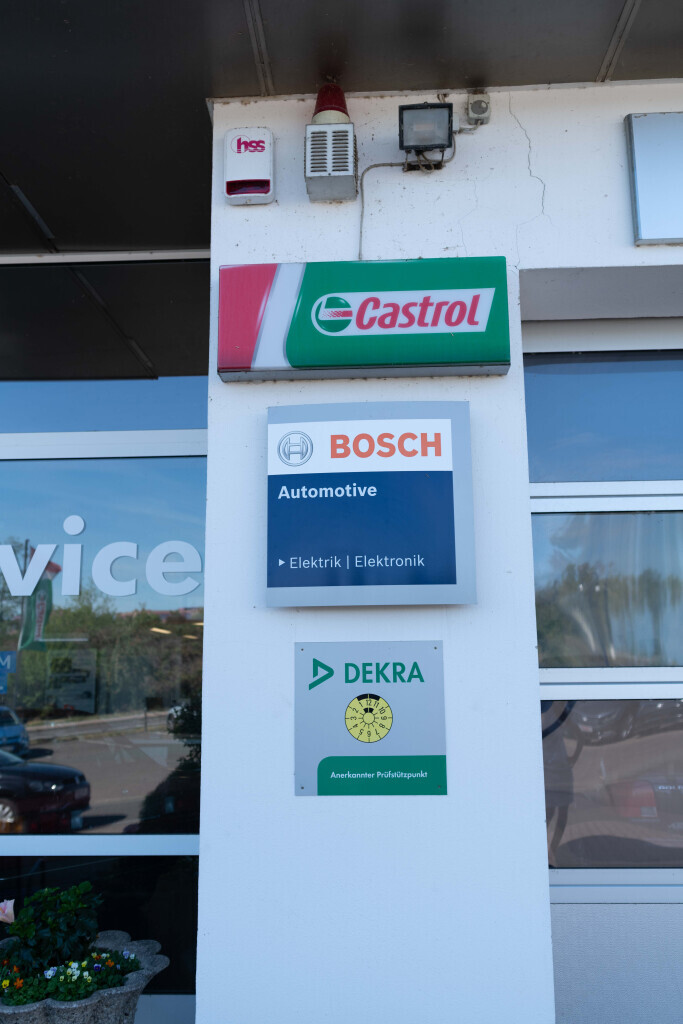 hss
Castrol
BOSCH
Automotive
vice
▸ Elektrik | Elektronik
DEKRA
M
Anerkannter Prüfstützpunkt